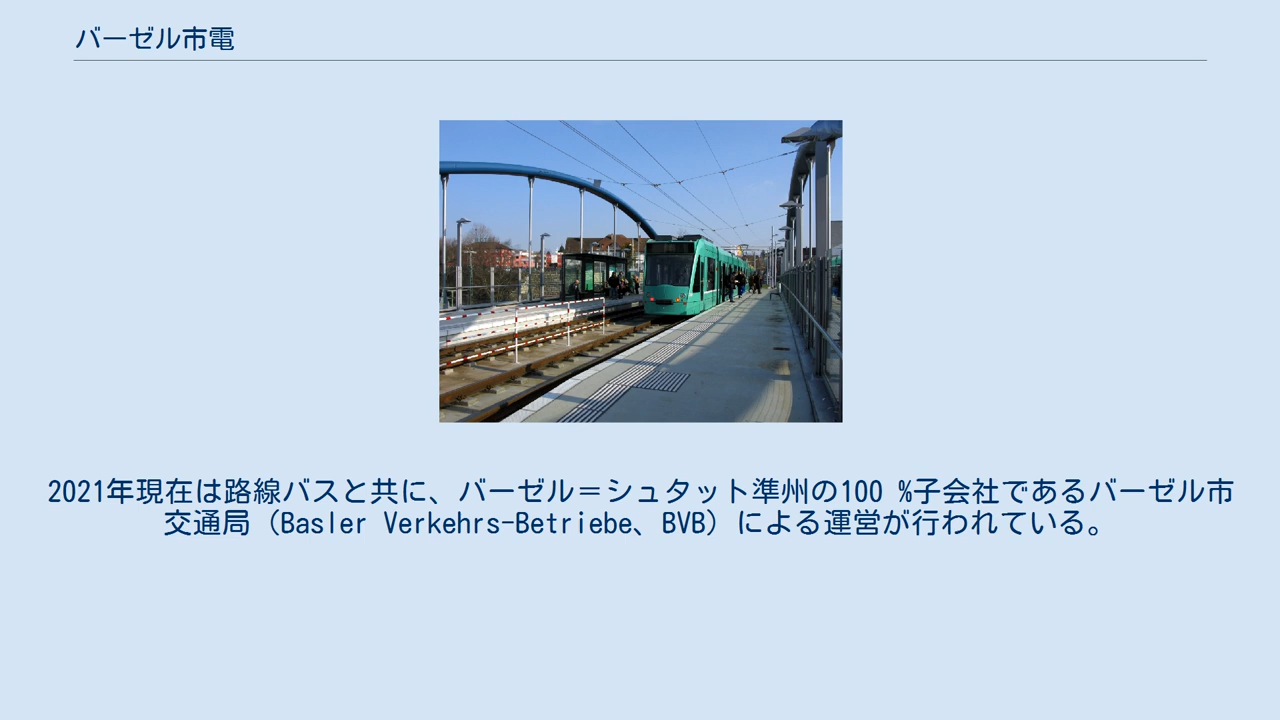 バーゼル市電
2021年現在は路線バスと共に、バーゼル＝シュタット準州の100 %子会社であるバーゼル市
交通局（Basler Verkehrs-Betriebe、BVB）による運営が行われている。